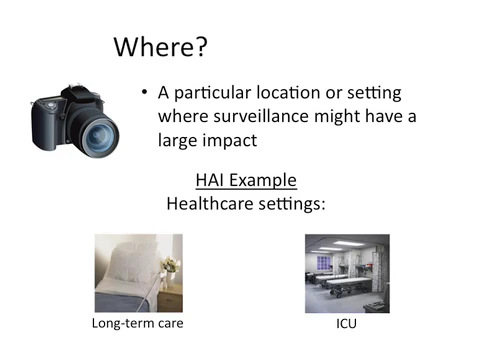 Where?
• A particular location or setting
where surveillance might have a
large impact
HAI Example
Healthcare settings:
Long-term care
ICU